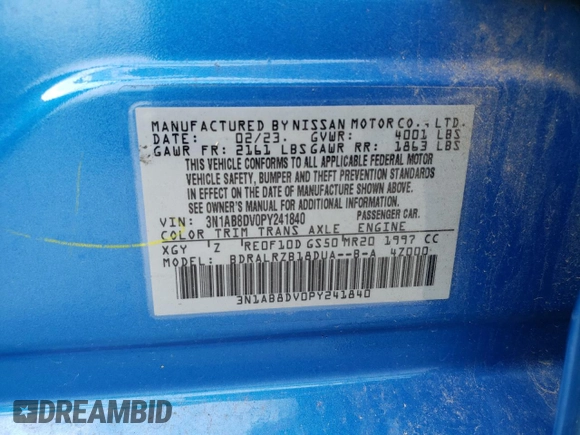 MANUFACTURED BY NISSAN MOTOR CO., LTD.
DATE: 02/23 GVWR: 4001 LBS
GAWR FR: 2161 LBS GAWR RR: 1863 LBS
THIS VEHICLE CONFORMS TO ALL APPLICABLE FEDERAL MOTOR
VEHICLE SAFETY, BUMPER AND THEFT PREVENTION STANDARDS
IN EFFECT ON THE DATE OF MANUFACTURE SHOWN ABOVE.
SEE OWNER'S MANUAL FOR ADDITIONAL INFORMATION.
VIN: 3N1AB8DV0PY241840 PASSENGER CAR.
COLOR TRIM TRANS AXLE ENGINE
XGY Z RE0F10D GS50 MR20 1997 CC
MODEL: BDRALRZB18DUA--B-A 47000
3N1AB8DV0PY241840
DREAMBID